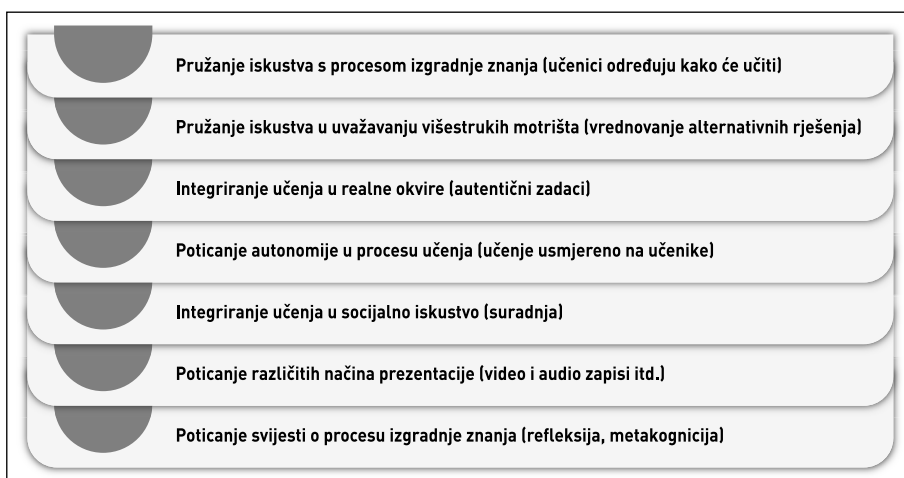 Pružanje iskustva s procesom izgradnje znanja (učenici određuju kako će učiti)
Pružanje iskustva u uvažavanju višestrukih motrišta (vrednovanje alternativnih rješenja)
Integriranje učenja u realne okvire (autentični zadaci)
Poticanje autonomije u procesu učenja (učenje usmjereno na učenike)
Integriranje učenja u socijalno iskustvo (suradnja)
Poticanje različitih načina prezentacije (video i audio zapisi itd.)
Poticanje svijesti o procesu izgradnje znanja (refleksija, metakognicija)